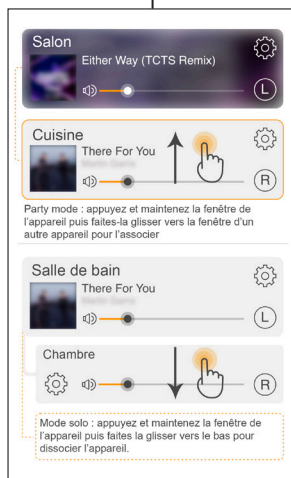 Salon
Either Way (TCTS Remix)
L
Cuisine
There For You
Martin Garrix
R
Party mode : appuyez et maintenez la fenêtre de
l'appareil puis faites-la glisser vers la fenêtre d'un
autre appareil pour l'associer
Salle de bain
There For You
L
Chambre
R
Mode solo : appuyez et maintenez la fenêtre de
l'appareil puis faites la glisser vers le bas pour
dissocier l'appareil.